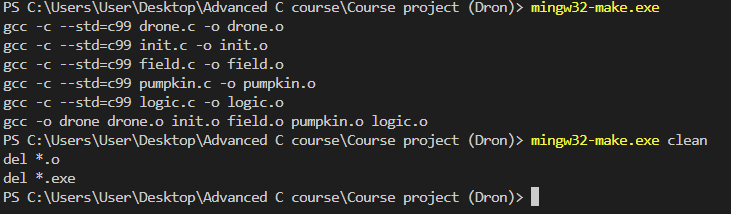 PS C:\Users\User\Desktop\Advanced C course\Course project (Dron)> mingw32-make.exe
gcc -c --std=c99 drone.c -o drone.o
gcc -c --std=c99 init.c -o init.o
gcc -c --std=c99 field.c -o field.o
gcc -c --std=c99 pumpkin.c -o pumpkin.o
gcc -c --std=c99 logic.c -o logic.o
gcc -o drone drone.o init.o field.o pumpkin.o logic.o
PS C:\Users\User\Desktop\Advanced C course\Course project (Dron)> mingw32-make.exe clean
del *.o
del *.exe
PS C:\Users\User\Desktop\Advanced C course\Course project (Dron)>